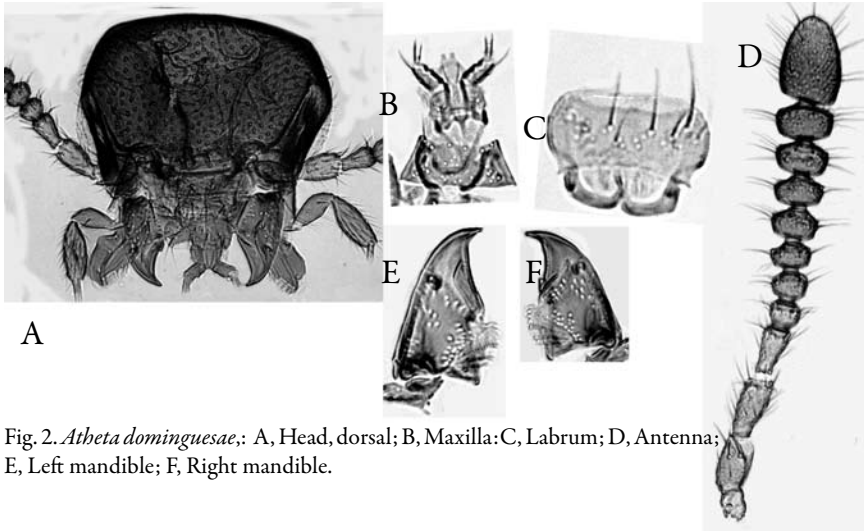 A
B
C
D
E
F
Fig. 2. Atheta dominguesae,: A, Head, dorsal; B, Maxilla:C, Labrum; D, Antenna;
E, Left mandible; F, Right mandible.